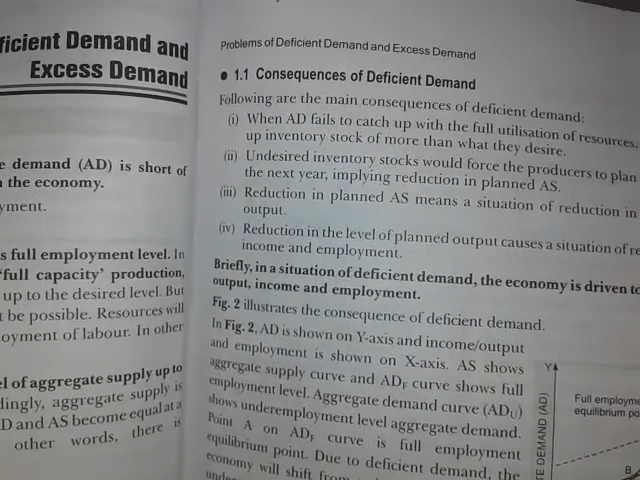 ficient Demand and
Excess Demand
e demand (AD) is short of
n the economy.
yment.
s full employment level. In
'full capacity' production,
up to the desired level. But
t be possible. Resources will
oyment of labour. In other
el of aggregate supply up to
dingly, aggregate supply is
D and AS become equal at a
other words, there is
Problems of Deficient Demand and Excess Demand
• 1.1 Consequences of Deficient Demand
Following are the main consequences of deficient demand:
(i) When AD fails to catch up with the full utilisation of resources,
up inventory stock of more than what they desire.
(ii) Undesired inventory stocks would force the producers to plan
the next year, implying reduction in planned AS.
(iii) Reduction in planned AS means a situation of reduction in
output.
(iv) Reduction in the level of planned output causes a situation of re
income and employment.
Briefly, in a situation of deficient demand, the economy is driven to
output, income and employment.
Fig. 2 illustrates the consequence of deficient demand.
In Fig. 2, AD is shown on Y-axis and income/output
and employment is shown on X-axis. AS shows
aggregate supply curve and ADF curve shows full
employment level. Aggregate demand curve (ADU)
shows underemployment level aggregate demand.
Point A on ADF curve is full employment
equilibrium point. Due to deficient demand, the
economy will shift from
unde
Y
Full employme
equilibrium po
TE DEMAND (AD)
B